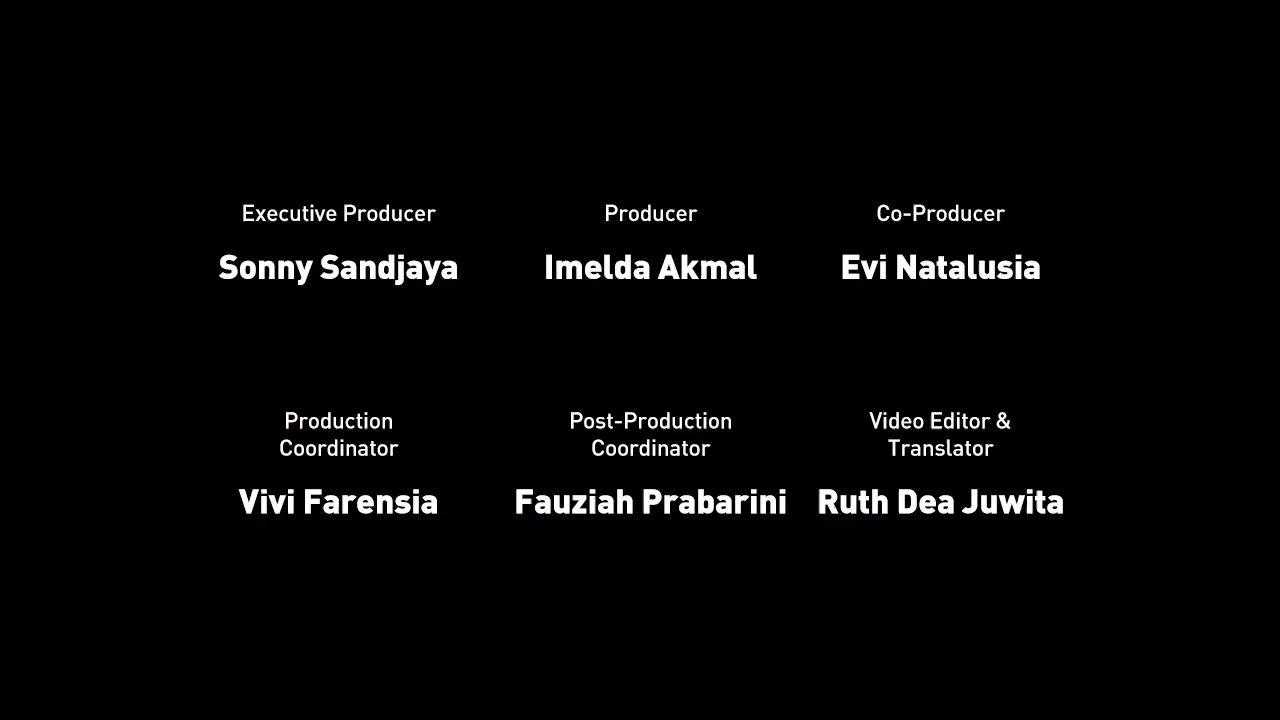 Executive Producer
Sonny Sandjaya
Producer
Imelda Akmal
Co-Producer
Evi Natalusia
Production
Coordinator
Vivi Farensia
Post-Production
Coordinator
Fauziah Prabarini
Video Editor &
Translator
Ruth Dea Juwita